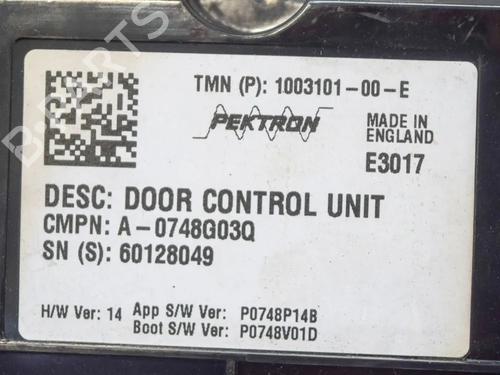 TMN (P): 1003101-00-E
PEKTRON
MADE IN
ENGLAND
E3017
DESC: DOOR CONTROL UNIT
CMPN: A-0748G03Q
SN (S): 60128049
H/W Ver: 14 App S/W Ver: P0748P14B
Boot S/W Ver: P0748V01D
B-PARTS